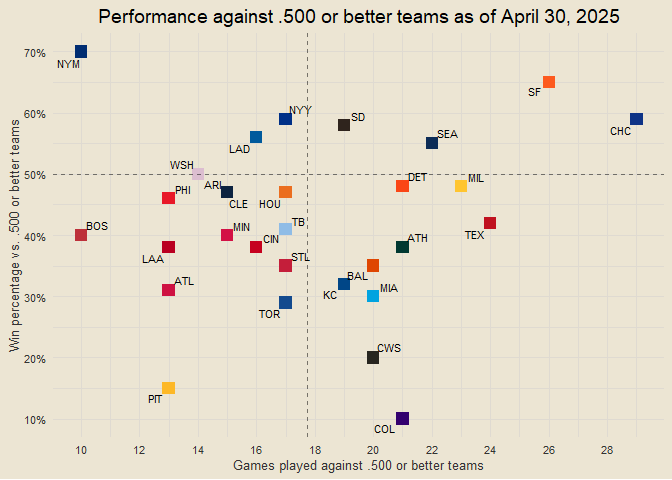 Performance against .500 or better teams as of April 30, 2025
Win percentage vs. .500 or better teams
70%
60%
50%
40%
30%
20%
10%
NYM
SF
NYY
SD
CHC
LAD
SEA
WSH
ARI
PHI
CLE
HOU
DET
MIL
BOS
MIN
TB
TEX
LAA
CIN
ATH
STL
BAL
ATL
KC
MIA
TOR
CWS
PIT
COL
10
12
14
16
18
20
22
24
26
28
Games played against .500 or better teams